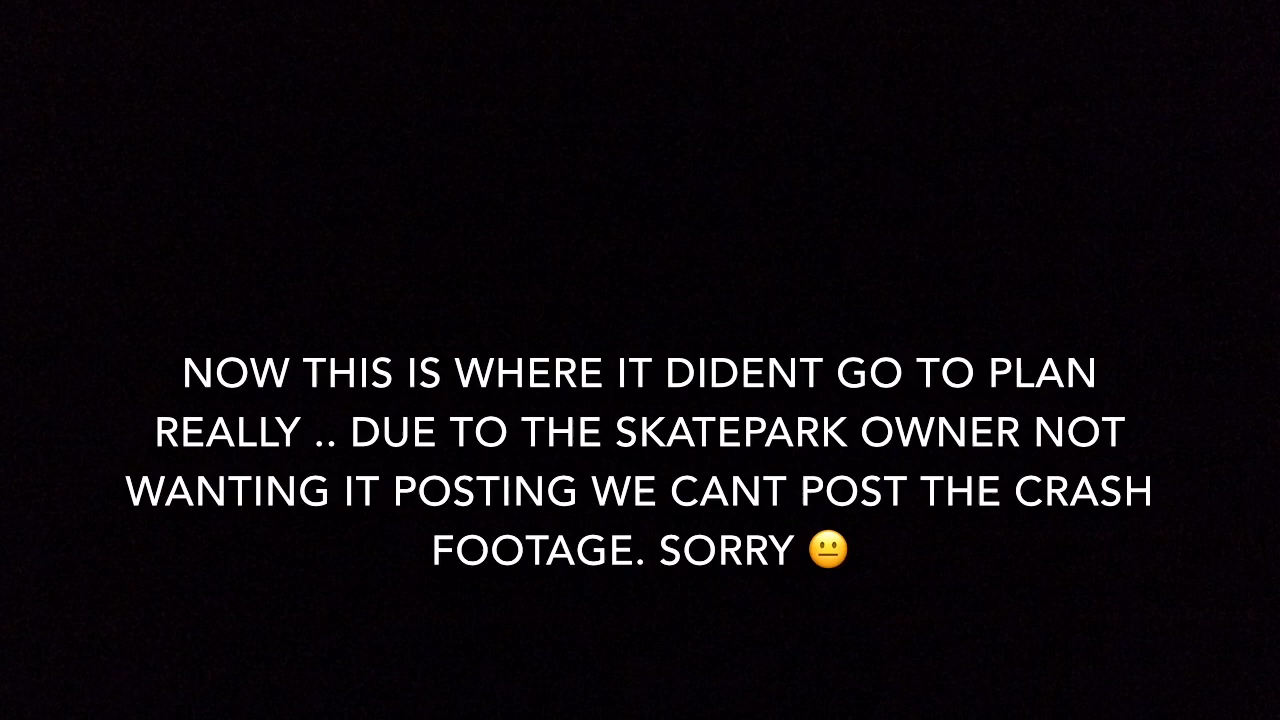 NOW THIS IS WHERE IT DIDENT GO TO PLAN
REALLY .. DUE TO THE SKATEPARK OWNER NOT
WANTING IT POSTING WE CANT POST THE CRASH
FOOTAGE. SORRY 😐